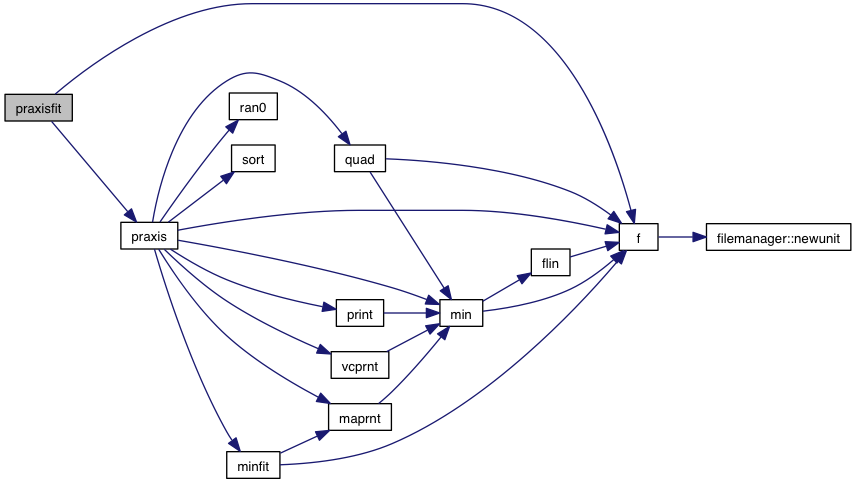 praxisfit
praxis
ran0
sort
quad
print
vcprnt
maprnt
minfit
min
flin
f
filemanager::newunit